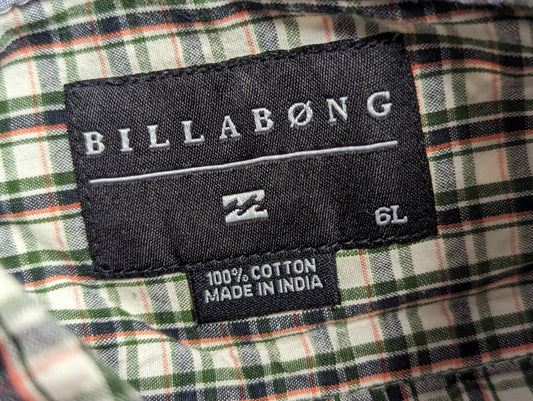 BILLABØNG
6L
100% COTTON
MADE IN INDIA